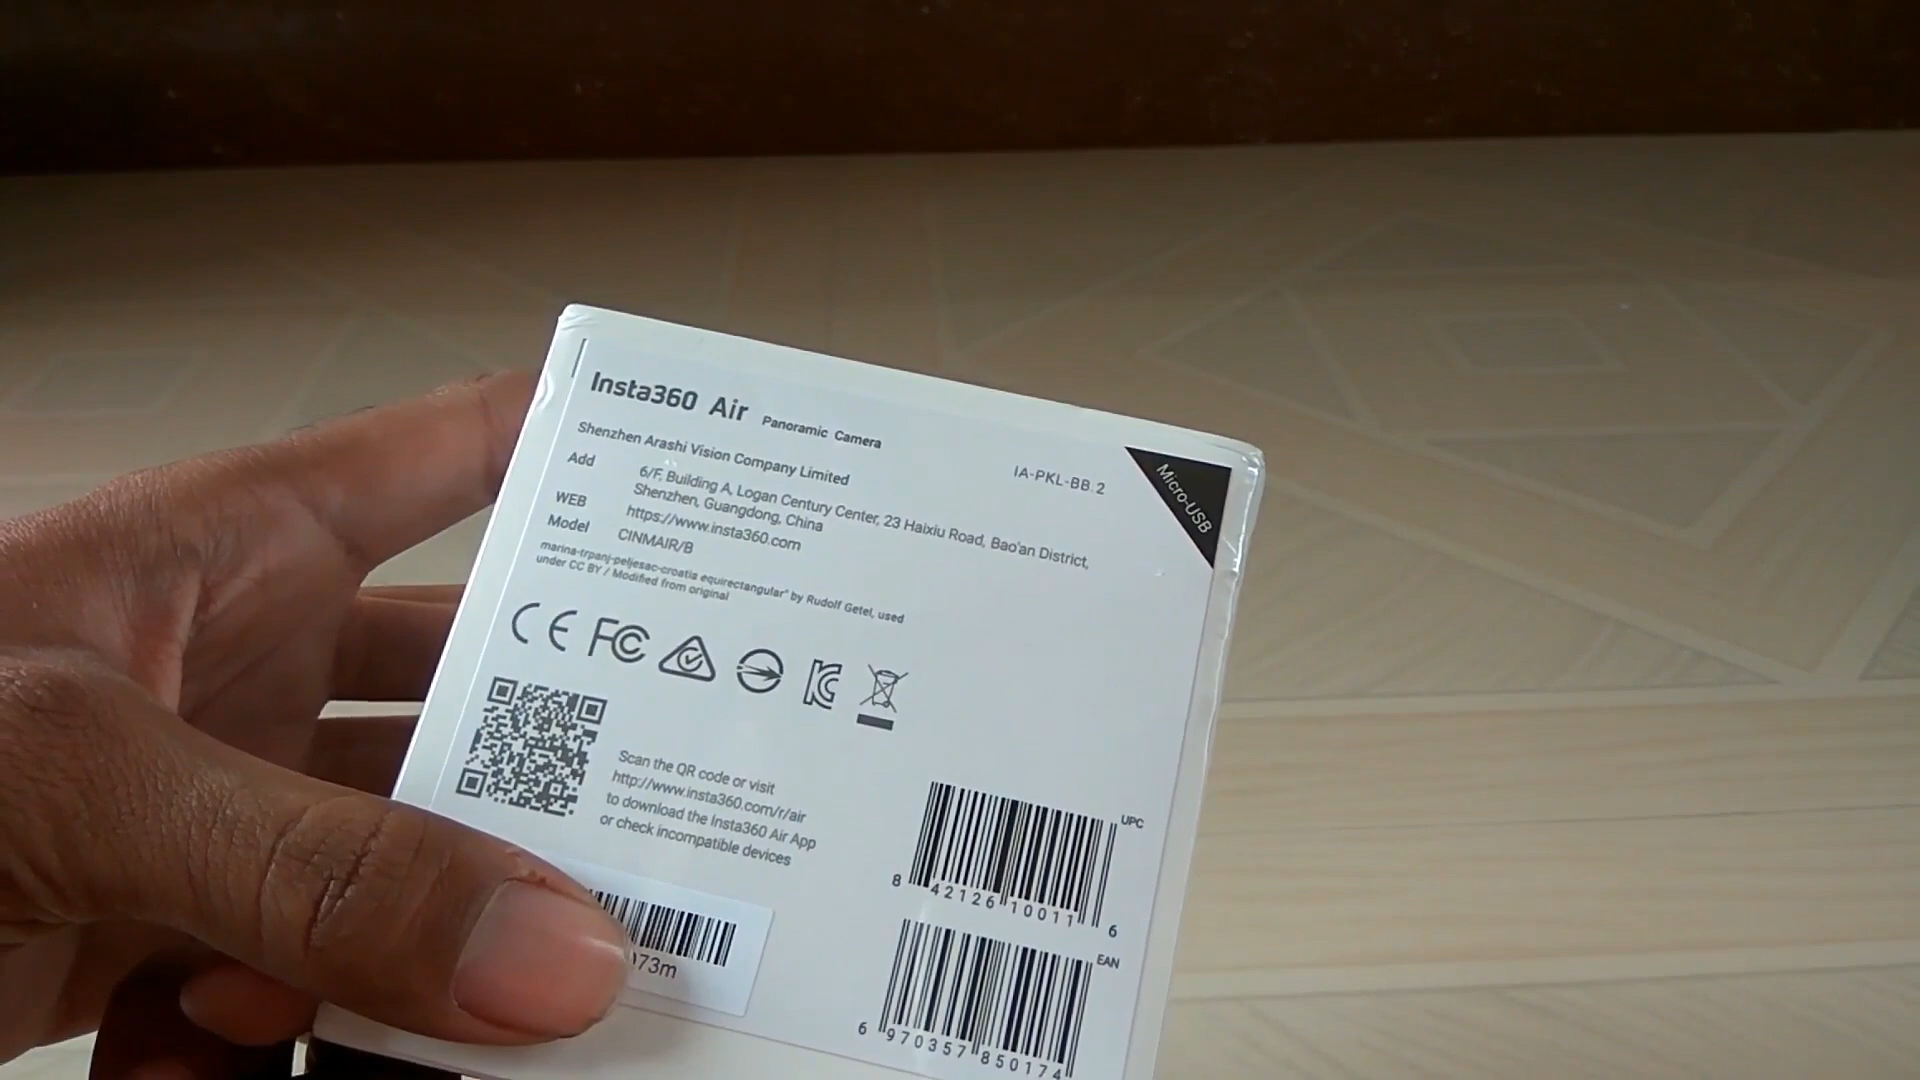 Insta360 Air Panoramic Camera
Shenzhen Arashi Vision Company Limited
IA-PKL-BB.2
Micro-USB
Add 6/F, Building A, Logan Century Center, 23 Haixiu Road, Bao'an District,
Shenzhen, Guangdong, China
WEB https://www.insta360.com
Model CINMAIR/B
marina-trpanj-peljesac-croatia equirectangular" by Rudolf Getel, used
under CC BY / Modified from original
CE FC
Scan the QR code or visit
http://www.insta360.com/r/air
to download the Insta360 Air App
or check incompatible devices
UPC
8 42126 10011 6
EAN
6 970357 850174
73m